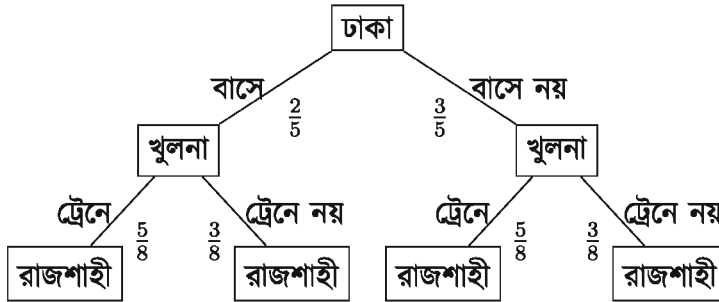 ঢাকা
বাসে বাসে নয়
2/5 3/5
খুলনা খুলনা
ট্রেনে ট্রেনে নয় ট্রেনে ট্রেনে নয়
5/8 3/8 5/8 3/8
রাজশাহী রাজশাহী রাজশাহী রাজশাহী